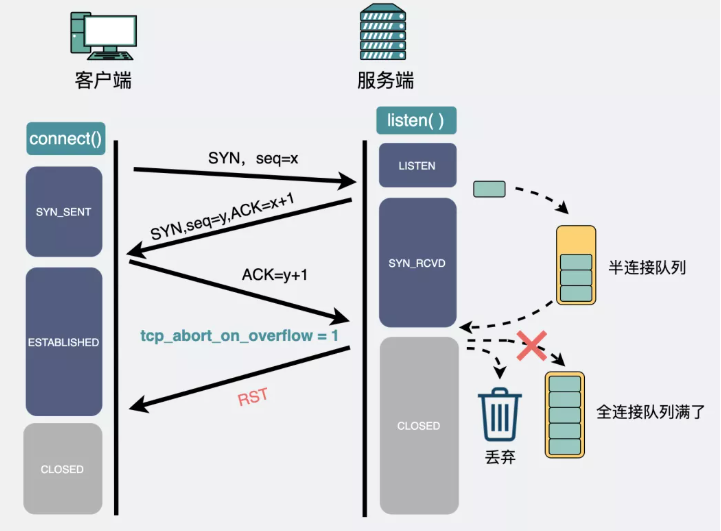 客户端
服务端
connect()
listen( )
SYN，seq=x
LISTEN
SYN_SENT
SYN,seq=y,ACK=x+1
SYN_RCVD
半连接队列
ACK=y+1
ESTABLISHED
tcp_abort_on_overflow = 1
RST
全连接队列满了
CLOSED
丢弃
CLOSED